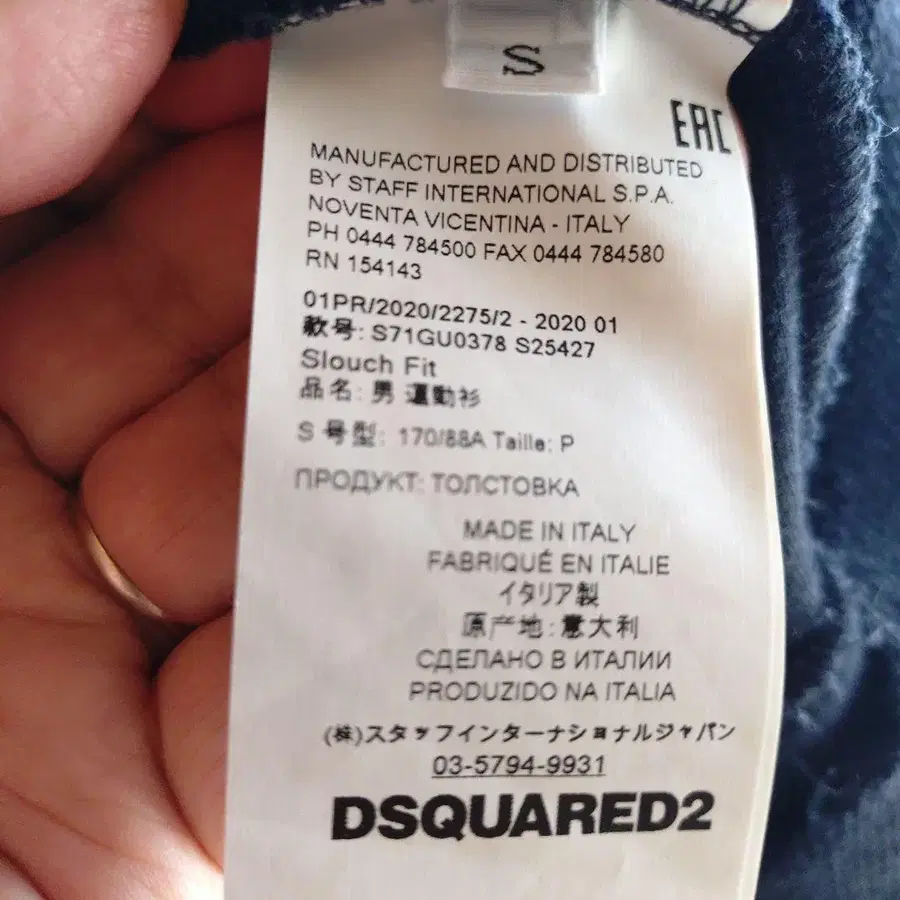 S
EAC
MANUFACTURED AND DISTRIBUTED
BY STAFF INTERNATIONAL S.P.A.
NOVENTA VICENTINA - ITALY
PH 0444 784500 FAX 0444 784580
RN 154143
01PR/2020/2275/2 - 2020 01
款号: S71GU0378 S25427
Slouch Fit
品名: 男 運動衫
S 号型: 170/88A Taille: P
ПРОДУКТ: ТОЛСТОВКА
MADE IN ITALY
FABRIQUÉ EN ITALIE
イタリア製
原产地: 意大利
СДЕЛАНО В ИТАЛИИ
PRODUZIDO NA ITALIA
(株)スタッフインターナショナルジャパン
03-5794-9931
DSQUARED2